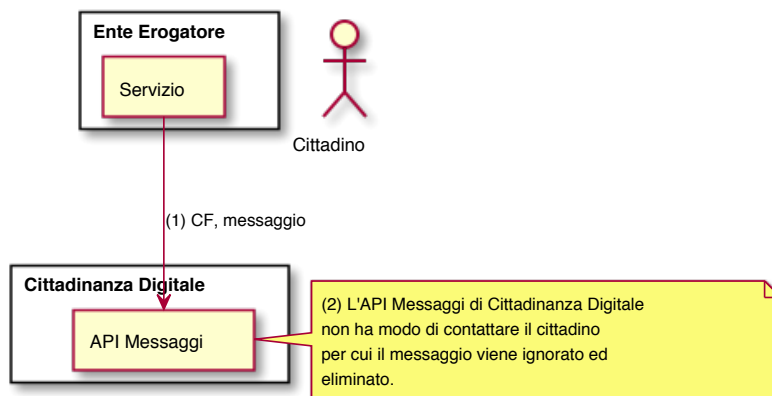 Ente Erogatore
Servizio
Cittadino
(1) CF, messaggio
Cittadinanza Digitale
API Messaggi
(2) L'API Messaggi di Cittadinanza Digitale
non ha modo di contattare il cittadino
per cui il messaggio viene ignorato ed
eliminato.